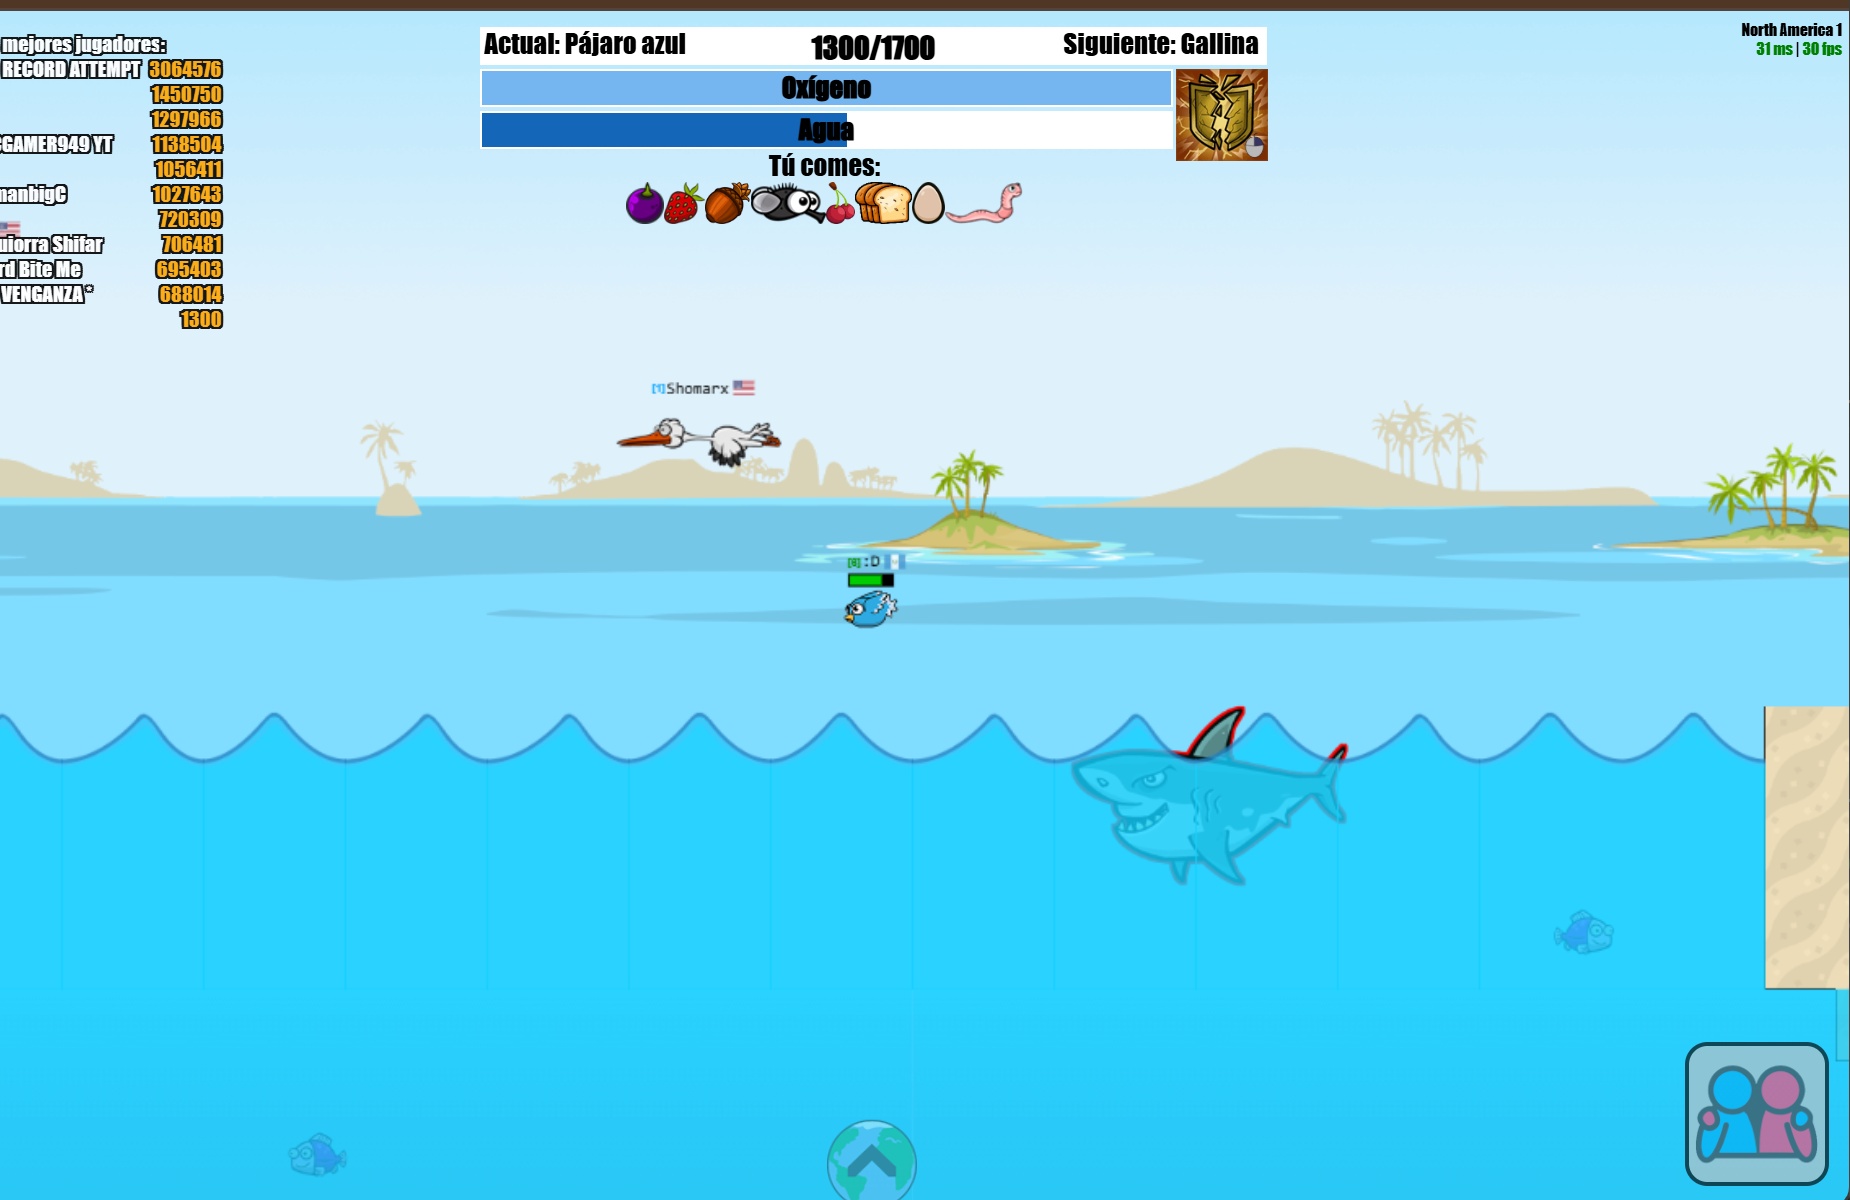 mejores jugadores:
RECORD ATTEMPT 3064576
1450750
1297966
GAMER949 YT 1138504
1056411
manbigC 1027643
720309
uiorra Shifar 706481
rd Bite Me 695403
VENGANZA* 688014
1300
Actual: Pájaro azul 1300/1700 Siguiente: Gallina
Oxígeno
Agua
Tú comes:
North America 1
31 ms | 30 fps
[1]Shomarx
[8]:D